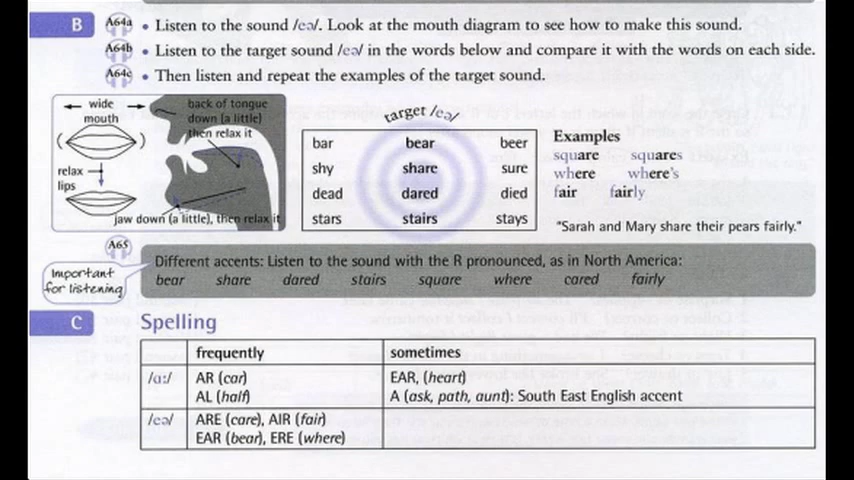 B A64a • Listen to the sound /eə/. Look at the mouth diagram to see how to make this sound.
A64b • Listen to the target sound /eə/ in the words below and compare it with the words on each side.
A64c • Then listen and repeat the examples of the target sound.
wide mouth
back of tongue down (a little) then relax it
relax lips
jaw down (a little), then relax it
target /eə/
bar bear beer
shy share sure
dead dared died
stars stairs stays
Examples
square squares
where where's
fair fairly
"Sarah and Mary share their pears fairly."
A65
Important for listening
Different accents: Listen to the sound with the R pronounced, as in North America:
bear share dared stairs square where cared fairly
C Spelling
frequently sometimes
/ɑː/ AR (car) EAR, (heart)
AL (half) A (ask, path, aunt): South East English accent
/eə/ ARE (care), AIR (fair)
EAR (bear), ERE (where)